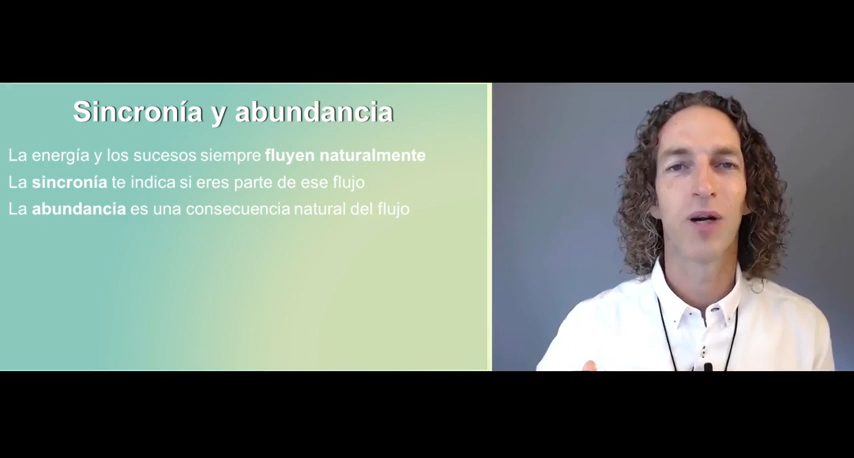 Sincronía y abundancia
La energía y los sucesos siempre fluyen naturalmente
La sincronía te indica si eres parte de ese flujo
La abundancia es una consecuencia natural del flujo